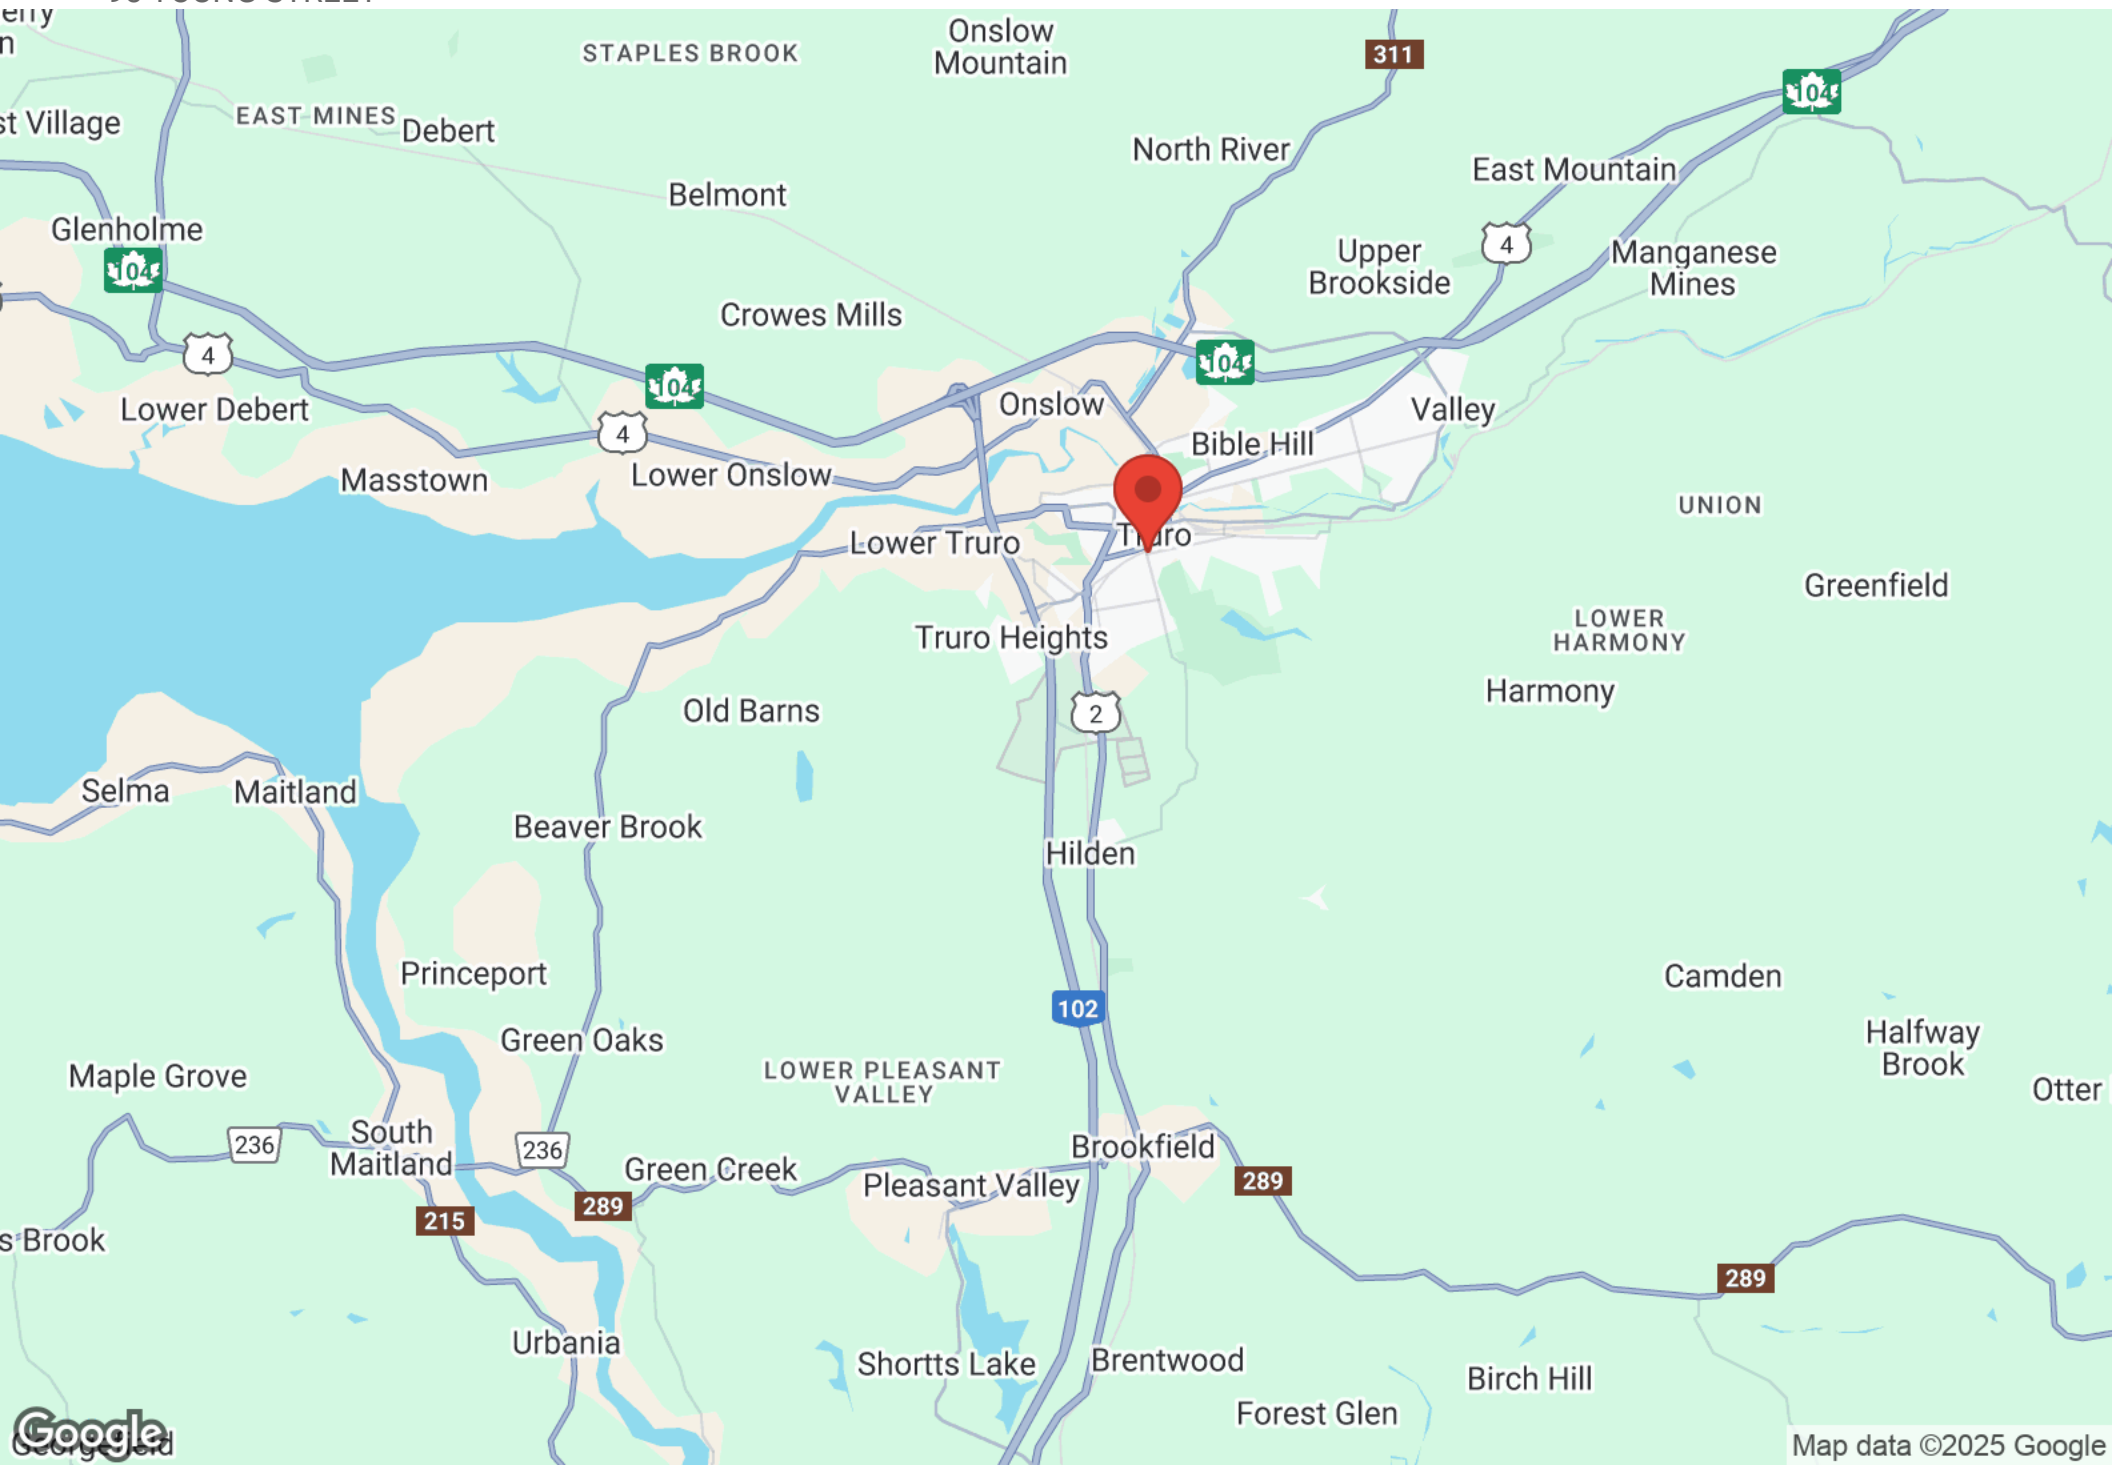 STAPLES BROOK
Onslow
Mountain
311
104
EAST MINES
Debert
st Village
North River
East Mountain
Belmont
Glenholme
104
4
Upper
Brookside
Manganese
Mines
Crowes Mills
4
104
104
Lower Debert
Onslow
Valley
4
Bible Hill
Masstown
Lower Onslow
UNION
Lower Truro
Truro
Greenfield
LOWER
HARMONY
Truro Heights
Harmony
Old Barns
2
Selma
Maitland
Beaver Brook
Hilden
Princeport
Camden
102
Green Oaks
Halfway
Brook
Maple Grove
LOWER PLEASANT
VALLEY
Otter
236
South
Maitland
236
Brookfield
Green Creek
Pleasant Valley
289
289
215
s Brook
289
Urbania
Shortts Lake
Brentwood
Birch Hill
Forest Glen
Google
Georgefield
Map data ©2025 Google